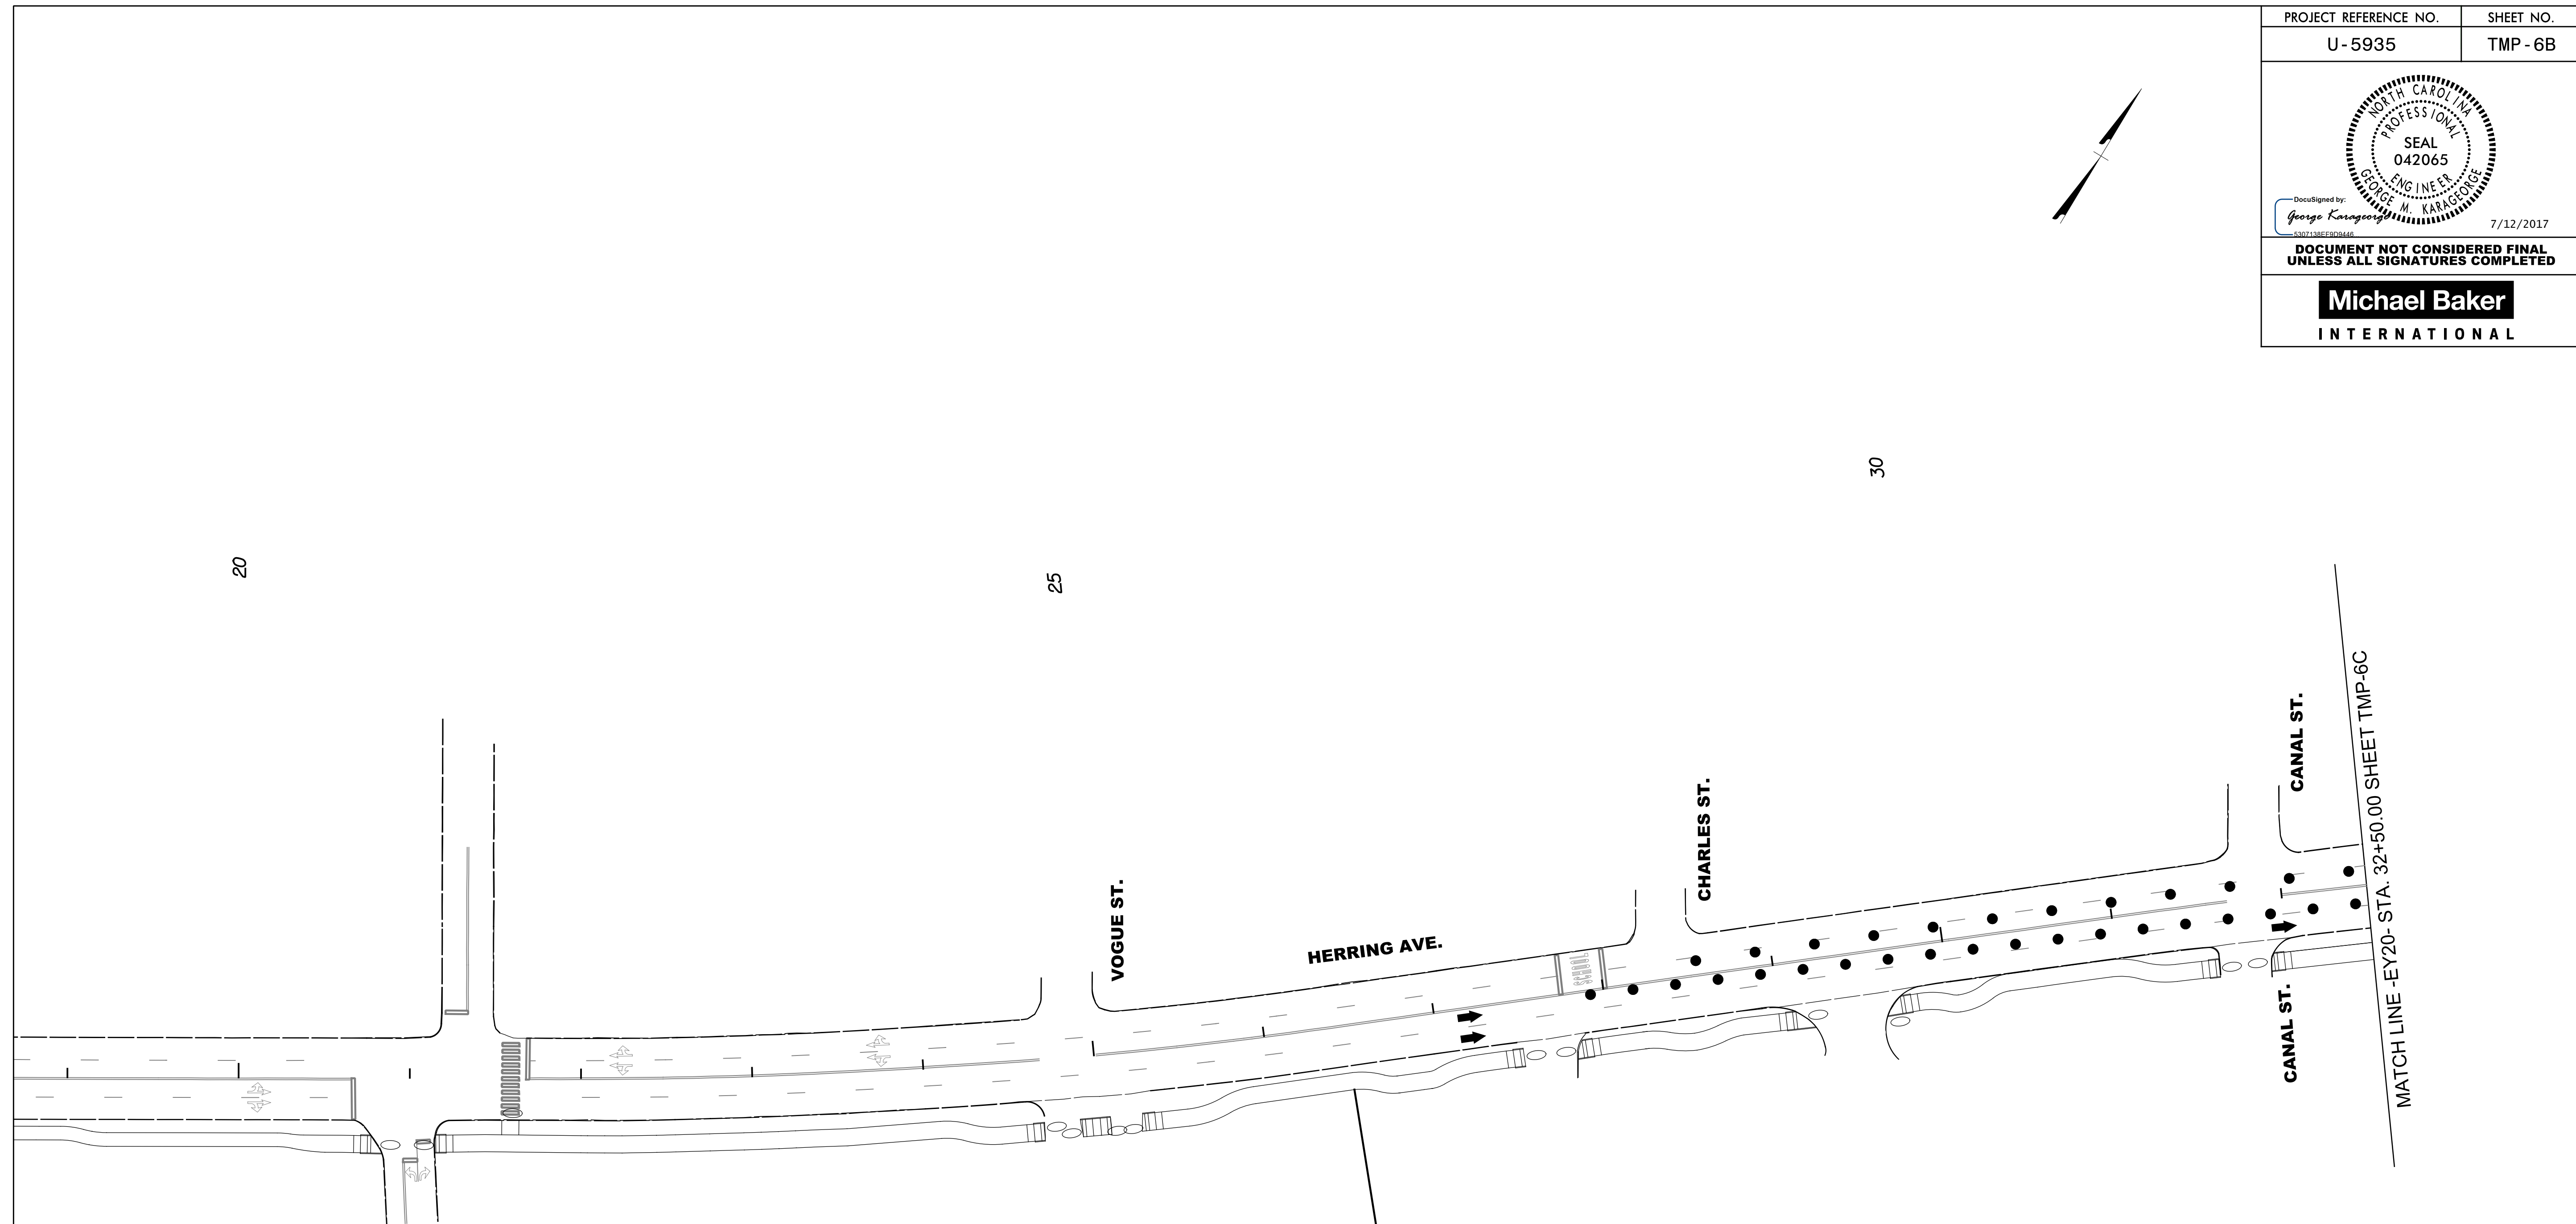 PROJECT REFERENCE NO.
SHEET NO.
U-5935
TMP-6B
NORTH CAROLINA
PROFESSIONAL
SEAL
042065
ENGINEER
GEORGE M. KARAGEORGE
DocuSigned by:
George Karageorge
5307138EF9D9446...
7/12/2017
DOCUMENT NOT CONSIDERED FINAL
UNLESS ALL SIGNATURES COMPLETED
Michael Baker
INTERNATIONAL
20
25
30
VOGUE ST.
HERRING AVE.
CHARLES ST.
CANAL ST.
CANAL ST.
MATCH LINE -EY20- STA. 32+50.00 SHEET TMP-6C